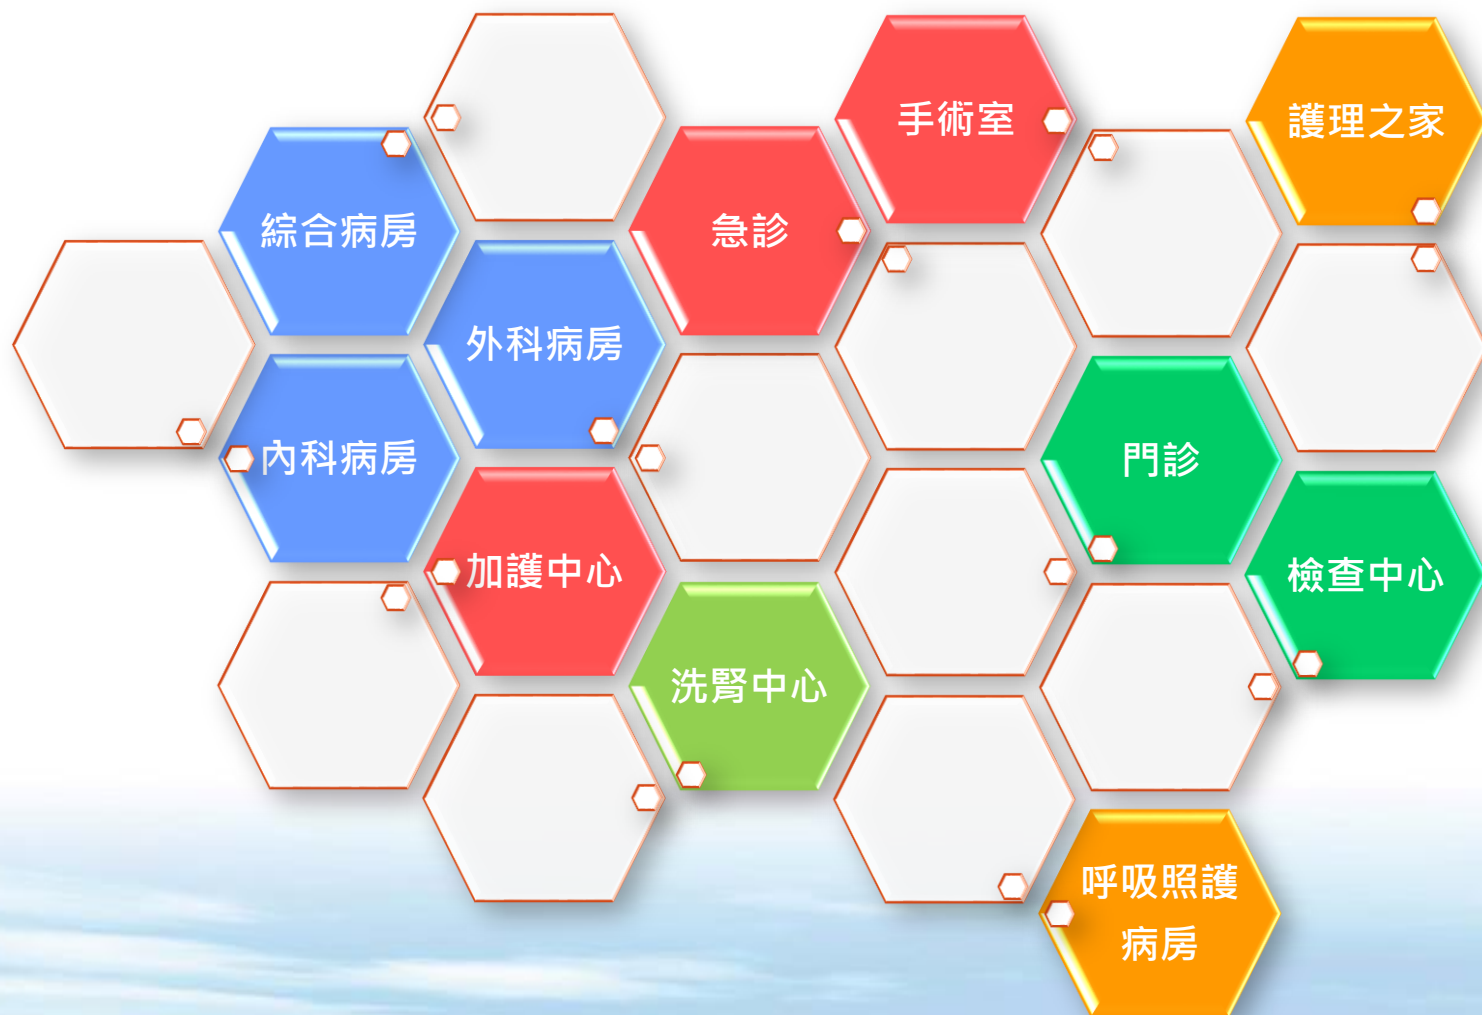 手術室
護理之家
綜合病房
急診
外科病房
內科病房
門診
加護中心
檢查中心
洗腎中心
呼吸照護
病房